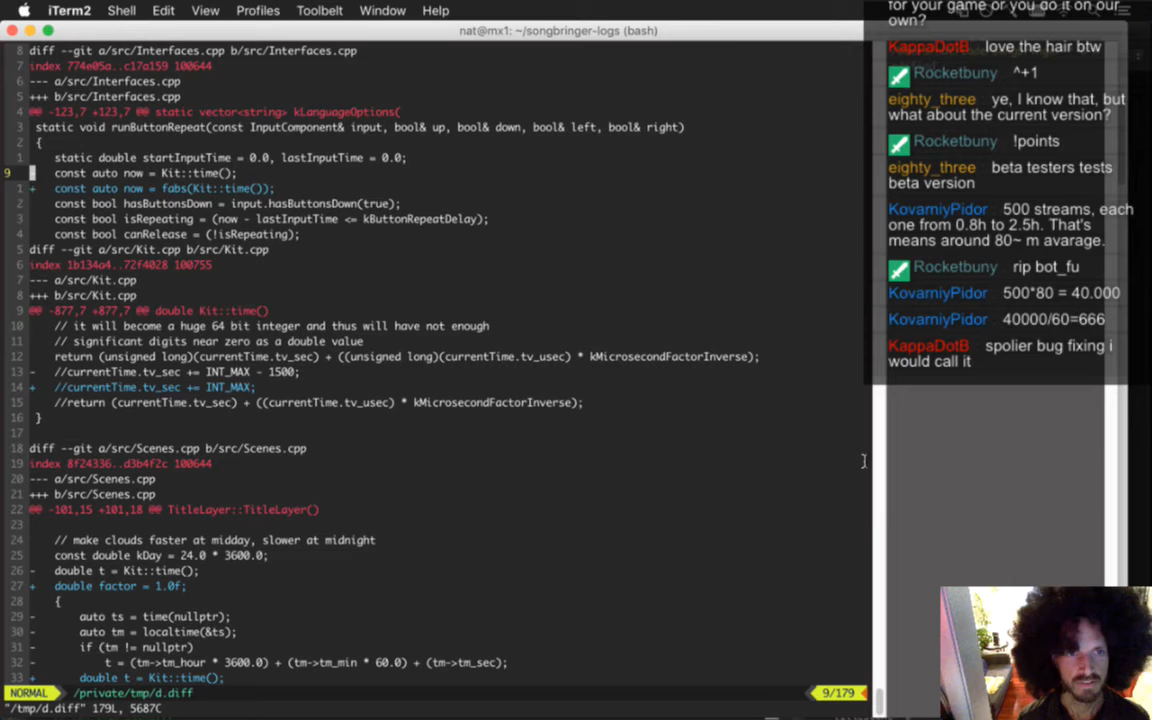 iTerm2 Shell Edit View Profiles Toolbelt Window Help
nat@mx1: ~/songbringer-logs (bash)
8 diff --git a/src/Interfaces.cpp b/src/Interfaces.cpp
7 index 774e05a..c17a159 100644
6 --- a/src/Interfaces.cpp
5 +++ b/src/Interfaces.cpp
4 @@ -123,7 +123,7 @@ static vector<string> kLanguageOptions(
3 static void runButtonRepeat(const InputComponent& input, bool& up, bool& down, bool& left, bool& right)
2 {
1 static double startInputTime = 0.0, lastInputTime = 0.0;
9 - const auto now = Kit::time();
1 + const auto now = fabs(Kit::time());
2 const bool hasButtonsDown = input.hasButtonsDown(true);
3 const bool isRepeating = (now - lastInputTime <= kButtonRepeatDelay);
4 const bool canRelease = (!isRepeating);
5 diff --git a/src/Kit.cpp b/src/Kit.cpp
6 index 1b134a4..72f4028 100755
7 --- a/src/Kit.cpp
8 +++ b/src/Kit.cpp
9 @@ -877,7 +877,7 @@ double Kit::time()
10 // it will become a huge 64 bit integer and thus will have not enough
11 // significant digits near zero as a double value
12 return (unsigned long)(currentTime.tv_sec) + ((unsigned long)(currentTime.tv_usec) * kMicrosecondFactorInverse);
13 - //currentTime.tv_sec += INT_MAX - 1500;
14 + //currentTime.tv_sec += INT_MAX;
15 //return (currentTime.tv_sec) + ((currentTime.tv_usec) * kMicrosecondFactorInverse);
16 }
17
18 diff --git a/src/Scenes.cpp b/src/Scenes.cpp
19 index 8f24336..d3b4f2c 100644
20 --- a/src/Scenes.cpp
21 +++ b/src/Scenes.cpp
22 @@ -101,15 +101,18 @@ TitleLayer::TitleLayer()
23
24 // make clouds faster at midday, slower at midnight
25 const double kDay = 24.0 * 3600.0;
26 - double t = Kit::time();
27 + double factor = 1.0f;
28 {
29 - auto ts = time(nullptr);
30 - auto tm = localtime(&ts);
31 - if (tm != nullptr)
32 - t = (tm->tm_hour * 3600.0) + (tm->tm_min * 60.0) + (tm->tm_sec);
33 + double t = Kit::time();
NORMAL /private/tmp/d.diff 9/179
"/tmp/d.diff" 179L, 5687C
for your game or you do it on our
own?
KappaDotB love the hair btw
Rocketbuny ^+1
eighty_three ye, I know that, but
what about the current version?
Rocketbuny !points
eighty_three beta testers tests
beta version
KovarniyPidor 500 streams, each
one from 0.8h to 2.5h. That's
means around 80~ m avarage.
Rocketbuny rip bot_fu
KovarniyPidor 500*80 = 40.000
KovarniyPidor 40000/60=666
KappaDotB spolier bug fixing i
would call it